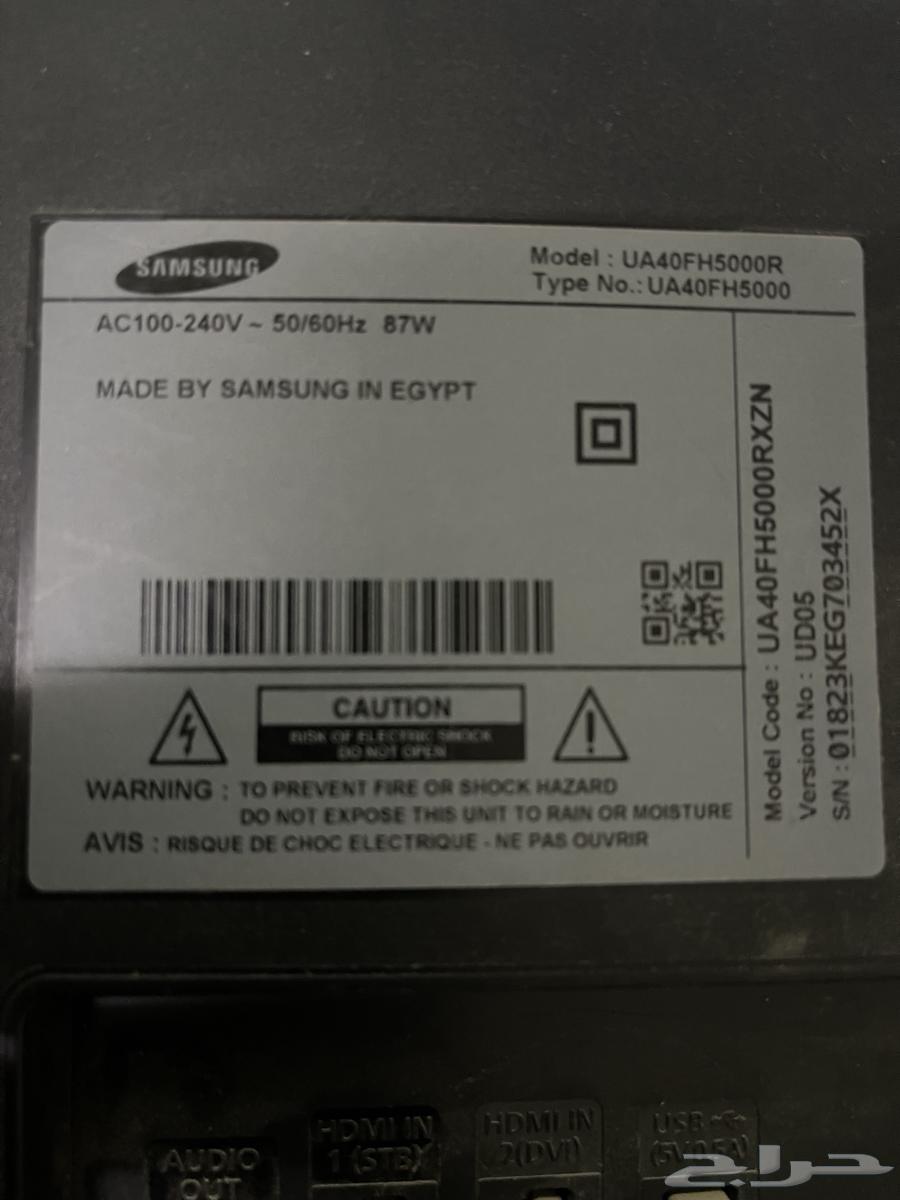 SAMSUNG
Model : UA40FH5000R
Type No.:UA40FH5000
AC100-240V ~ 50/60Hz 87W
MADE BY SAMSUNG IN EGYPT
Model Code : UA40FH5000RXZN
Version No : UD05
S/N : 01823KEG703452X
CAUTION
RISK OF ELECTRIC SHOCK
DO NOT OPEN
WARNING : TO PREVENT FIRE OR SHOCK HAZARD
DO NOT EXPOSE THIS UNIT TO RAIN OR MOISTURE
AVIS : RISQUE DE CHOC ELECTRIQUE - NE PAS OUVRIR
AUDIO
OUT
HDMI IN
1 (STB)
HDMI IN
2(DVI)
USB
(5V 0.5A)
حراج